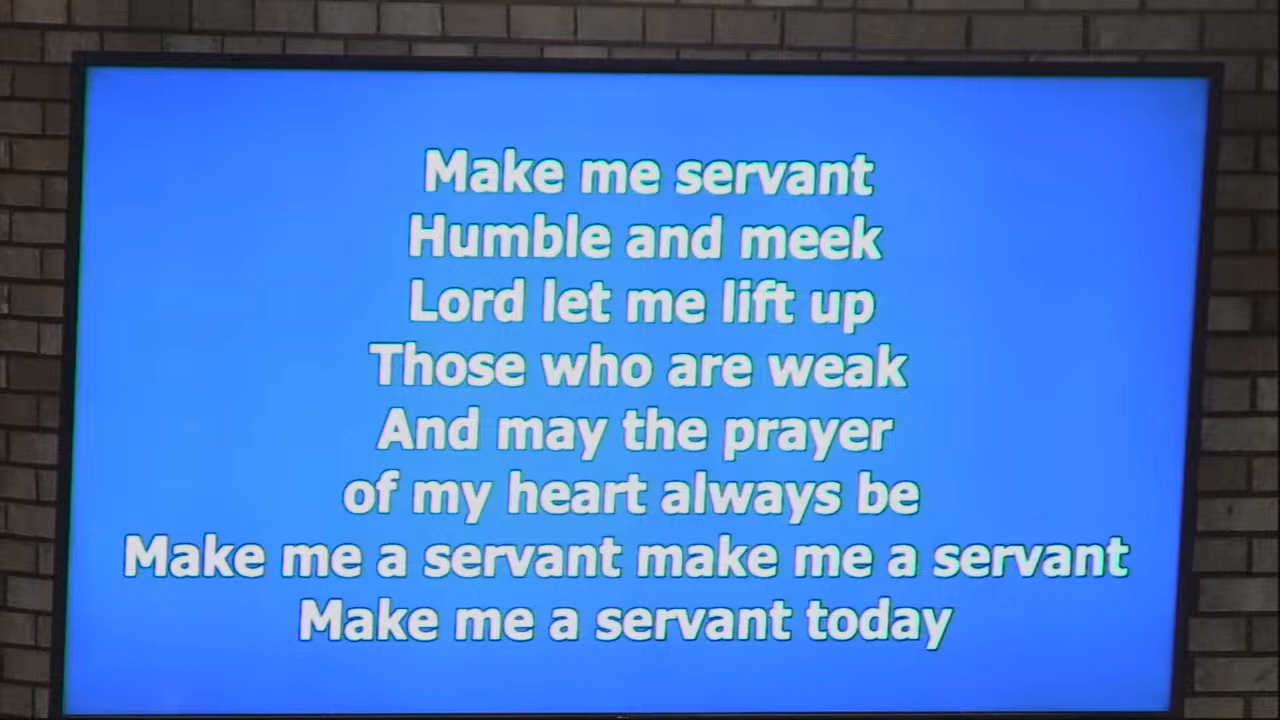 Make me servant
Humble and meek
Lord let me lift up
Those who are weak
And may the prayer
of my heart always be
Make me a servant make me a servant
Make me a servant today